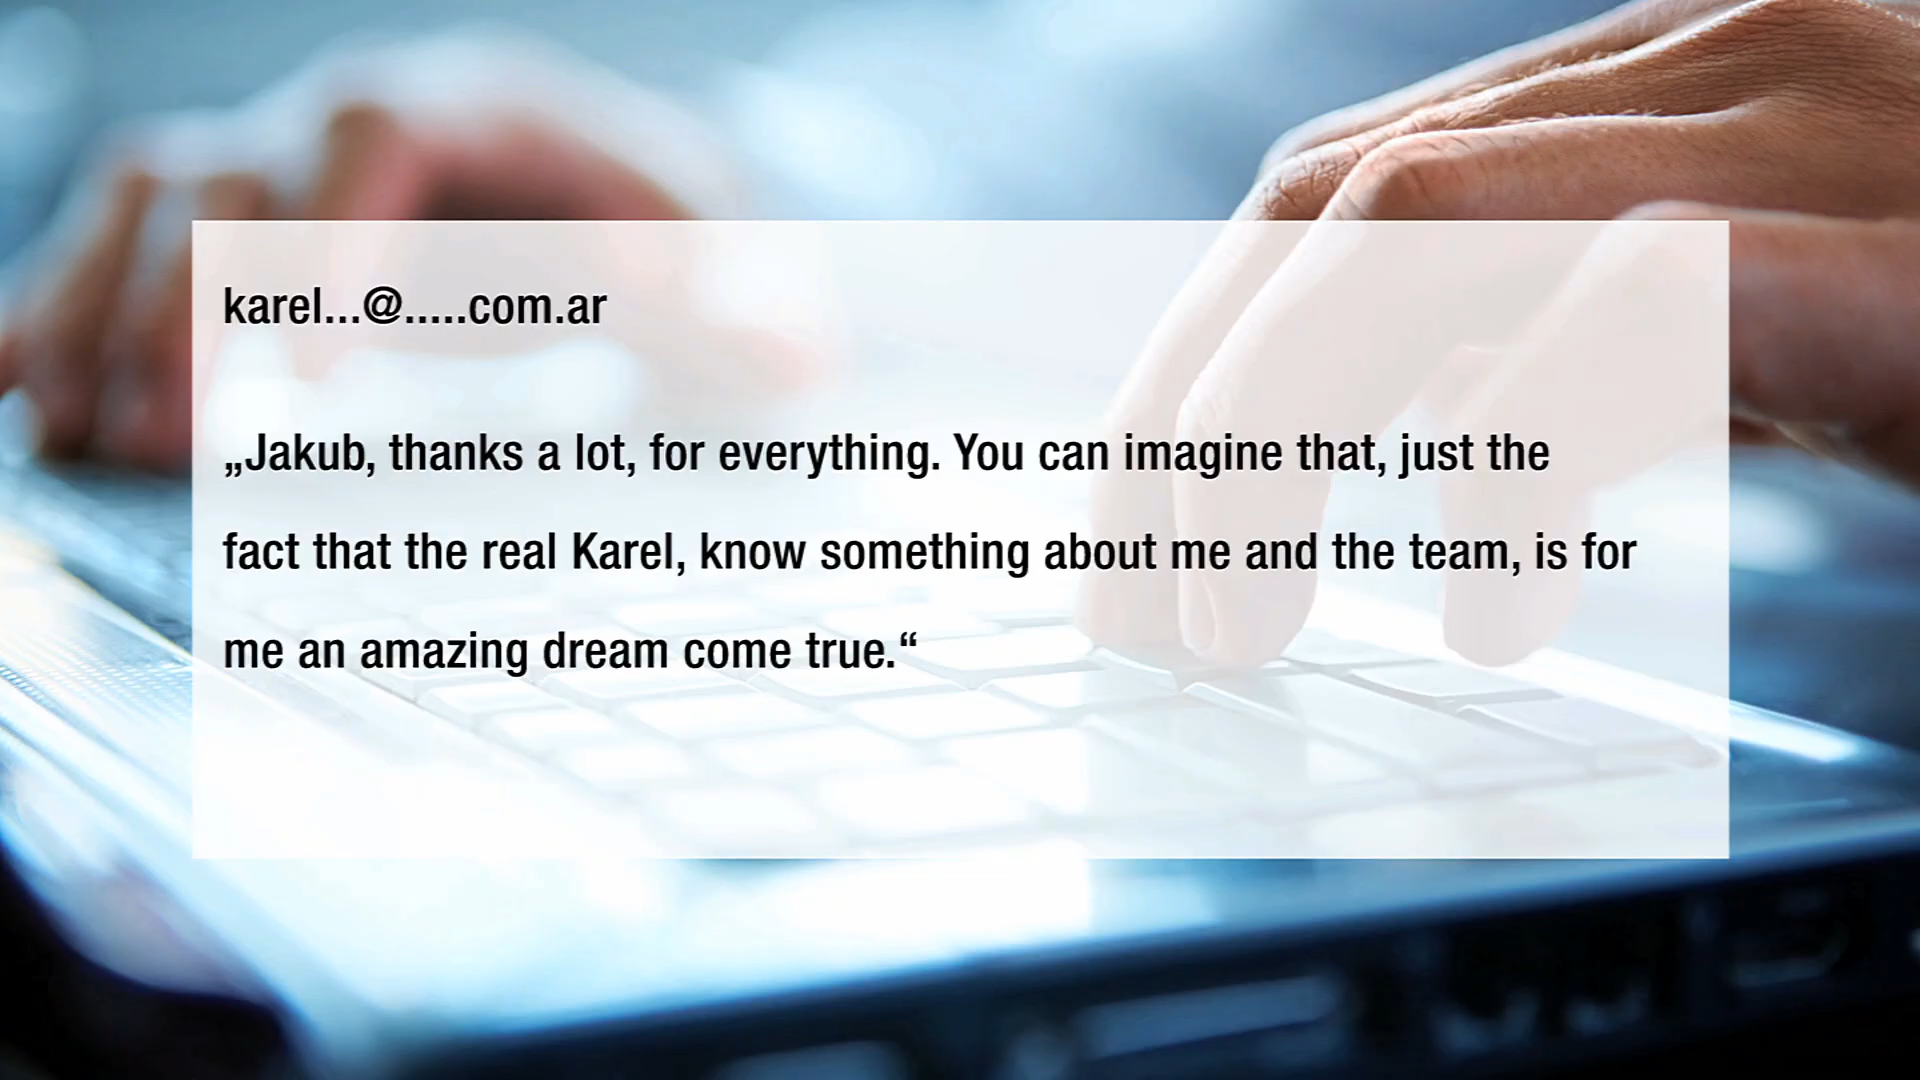 karel...@.....com.ar
„Jakub, thanks a lot, for everything. You can imagine that, just the
fact that the real Karel, know something about me and the team, is for
me an amazing dream come true.“